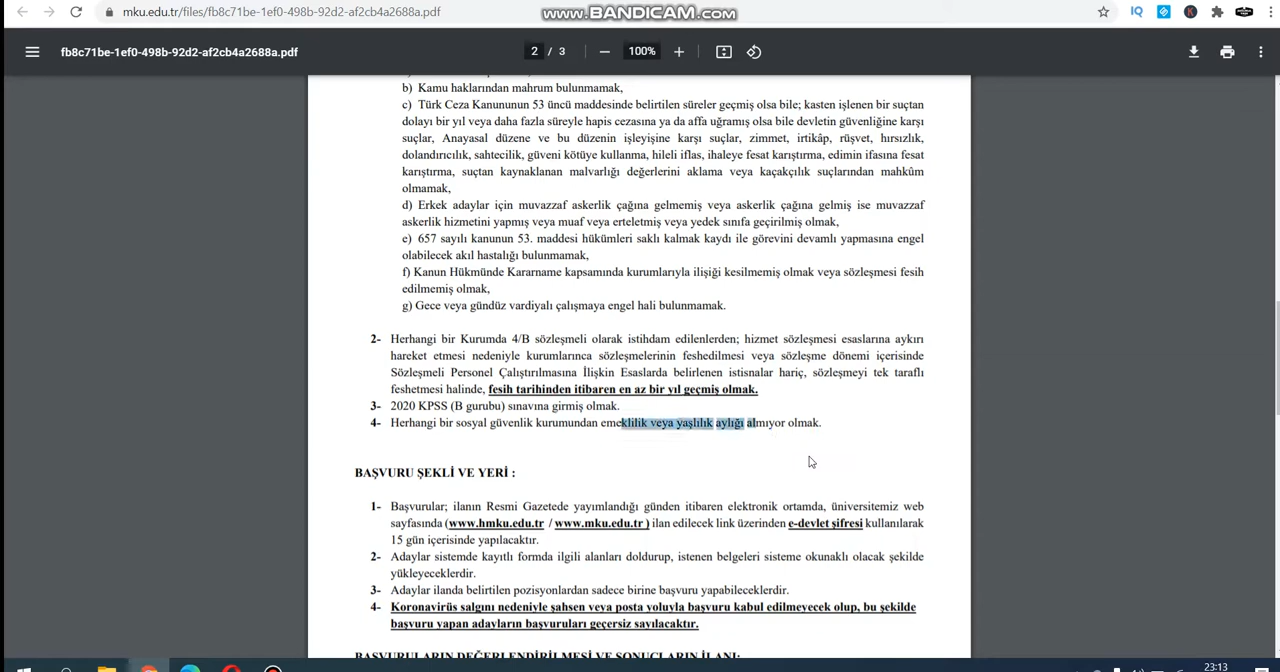 mku.edu.tr/files/fb8c71be-1ef0-498b-92d2-af2cb4a2688a.pdf
www.BANDICAM.com
IQ
K
fb8c71be-1ef0-498b-92d2-af2cb4a2688a.pdf
2 / 3
100%
b) Kamu haklarından mahrum bulunmamak,
c) Türk Ceza Kanununun 53 üncü maddesinde belirtilen süreler geçmiş olsa bile; kasten işlenen bir suçtan
dolayı bir yıl veya daha fazla süreyle hapis cezasına ya da affa uğramış olsa bile devletin güvenliğine karşı
suçlar, Anayasal düzene ve bu düzenin işleyişine karşı suçlar, zimmet, irtikâp, rüşvet, hırsızlık,
dolandırıcılık, sahtecilik, güveni kötüye kullanma, hileli iflas, ihaleye fesat karıştırma, edimin ifasına fesat
karıştırma, suçtan kaynaklanan malvarlığı değerlerini aklama veya kaçakçılık suçlarından mahkûm
olmamak,
d) Erkek adaylar için muvazzaf askerlik çağına gelmemiş veya askerlik çağına gelmiş ise muvazzaf
askerlik hizmetini yapmış veya muaf veya erteletmiş veya yedek sınıfa geçirilmiş olmak,
e) 657 sayılı kanunun 53. maddesi hükümleri saklı kalmak kaydı ile görevini devamlı yapmasına engel
olabilecek akıl hastalığı bulunmamak,
f) Kanun Hükmünde Kararname kapsamında kurumlarıyla ilişiği kesilmemiş olmak veya sözleşmesi fesih
edilmemiş olmak,
g) Gece veya gündüz vardiyalı çalışmaya engel hali bulunmamak.
2- Herhangi bir Kurumda 4/B sözleşmeli olarak istihdam edilenlerden; hizmet sözleşmesi esaslarına aykırı
hareket etmesi nedeniyle kurumlarınca sözleşmelerinin feshedilmesi veya sözleşme dönemi içerisinde
Sözleşmeli Personel Çalıştırılmasına İlişkin Esaslarda belirlenen istisnalar hariç, sözleşmeyi tek taraflı
feshetmesi halinde, fesih tarihinden itibaren en az bir yıl geçmiş olmak.
3- 2020 KPSS (B gurubu) sınavına girmiş olmak.
4- Herhangi bir sosyal güvenlik kurumundan emeklilik veya yaşlılık aylığı almıyor olmak.
BAŞVURU ŞEKLİ VE YERİ :
1- Başvurular; ilanın Resmi Gazetede yayımlandığı günden itibaren elektronik ortamda, üniversitemiz web
sayfasında (www.hmku.edu.tr / www.mku.edu.tr ) ilan edilecek link üzerinden e-devlet şifresi kullanılarak
15 gün içerisinde yapılacaktır.
2- Adaylar sistemde kayıtlı formda ilgili alanları doldurup, istenen belgeleri sisteme okunaklı olacak şekilde
yükleyeceklerdir.
3- Adaylar ilanda belirtilen pozisyonlardan sadece birine başvuru yapabileceklerdir.
4- Koronavirüs salgını nedeniyle şahsen veya posta yoluyla başvuru kabul edilmeyecek olup, bu şekilde
başvuru yapan adayların başvuruları geçersiz sayılacaktır.
BAŞVURULARIN DEĞERLENDİRİLMESİ VE SONUÇLARIN İLANI:
23:13